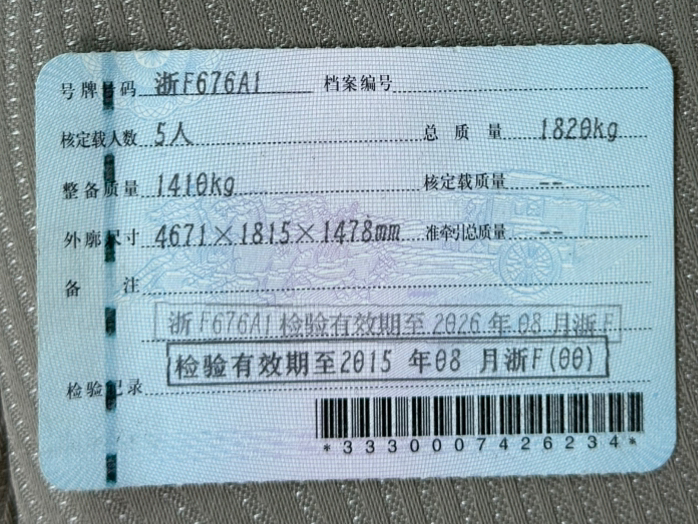 号牌号码 浙F676A1 档案编号
核定载人数 5人 总质量 1820kg
整备质量 1410kg 核定载质量 --
外廓尺寸 4671×1815×1478mm 准牵引总质量 --
备注
浙F676A1检验有效期至2026年08月浙F
检验有效期至2015 年08 月浙F(00)
检验记录
*3330007426234*